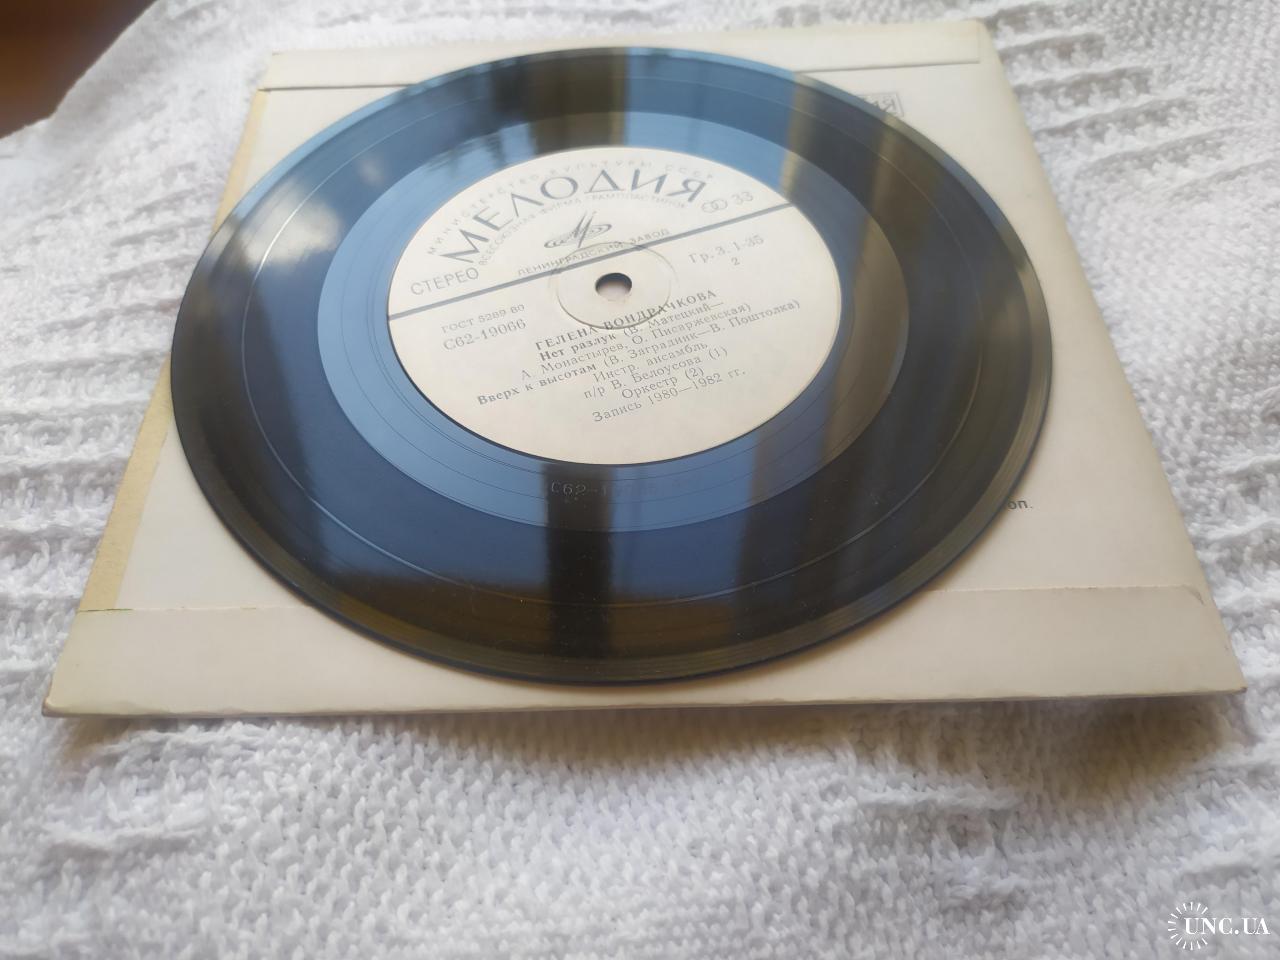 МИНИСТЕРСТВО КУЛЬТУРЫ СССР
МЕЛОДИЯ
ВСЕСОЮЗНАЯ ФИРМА ГРАМПЛАСТИНОК
ЛЕНИНГРАДСКИЙ ЗАВОД
СТЕРЕО
33
ГОСТ 5289 80
Гр. 3. 1-35
С62-19066
2
ГЕЛЕНА ВОНДРАЧКОВА
Нет разлук (В. Матецкий—
А. Монастырев, О. Писаржевская)
Вверх к высотам (В. Заградник—В. Поштолка)
Инстр. ансамбль
п/р В. Белоусова (1)
Оркестр (2)
Запись 1980—1982 гг.
оп.
UNC.UA